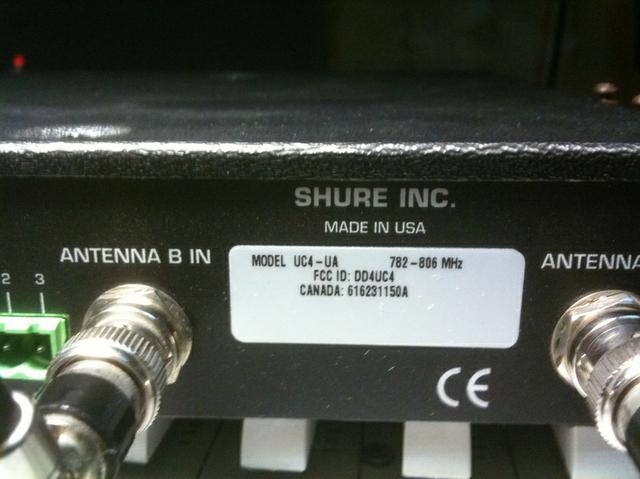 SHURE INC.
MADE IN USA
ANTENNA B IN
MODEL UC4-UA 782-806 MHz
FCC ID: DD4UC4
CANADA: 616231150A
ANTENNA
2 3
CE